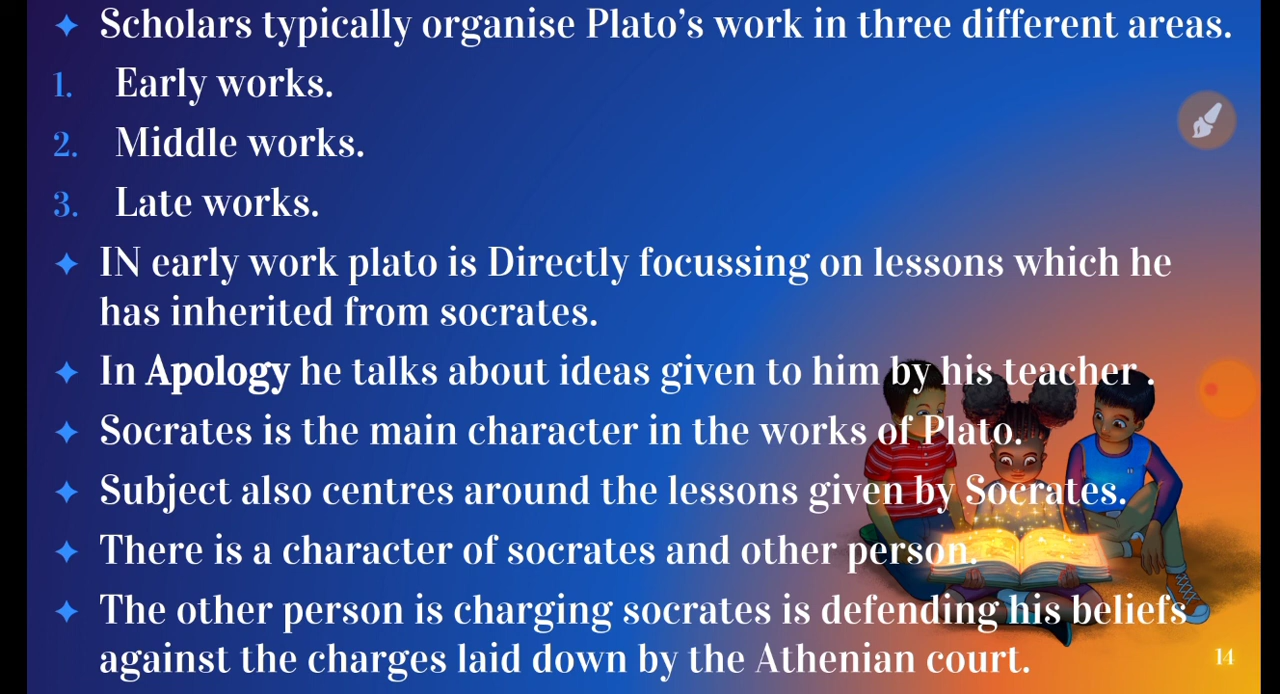 Scholars typically organise Plato's work in three different areas.
1. Early works.
2. Middle works.
3. Late works.
IN early work plato is Directly focussing on lessons which he
has inherited from socrates.
In Apology he talks about ideas given to him by his teacher .
Socrates is the main character in the works of Plato.
Subject also centres around the lessons given by Socrates.
There is a character of socrates and other person.
The other person is charging socrates is defending his beliefs
against the charges laid down by the Athenian court.
14